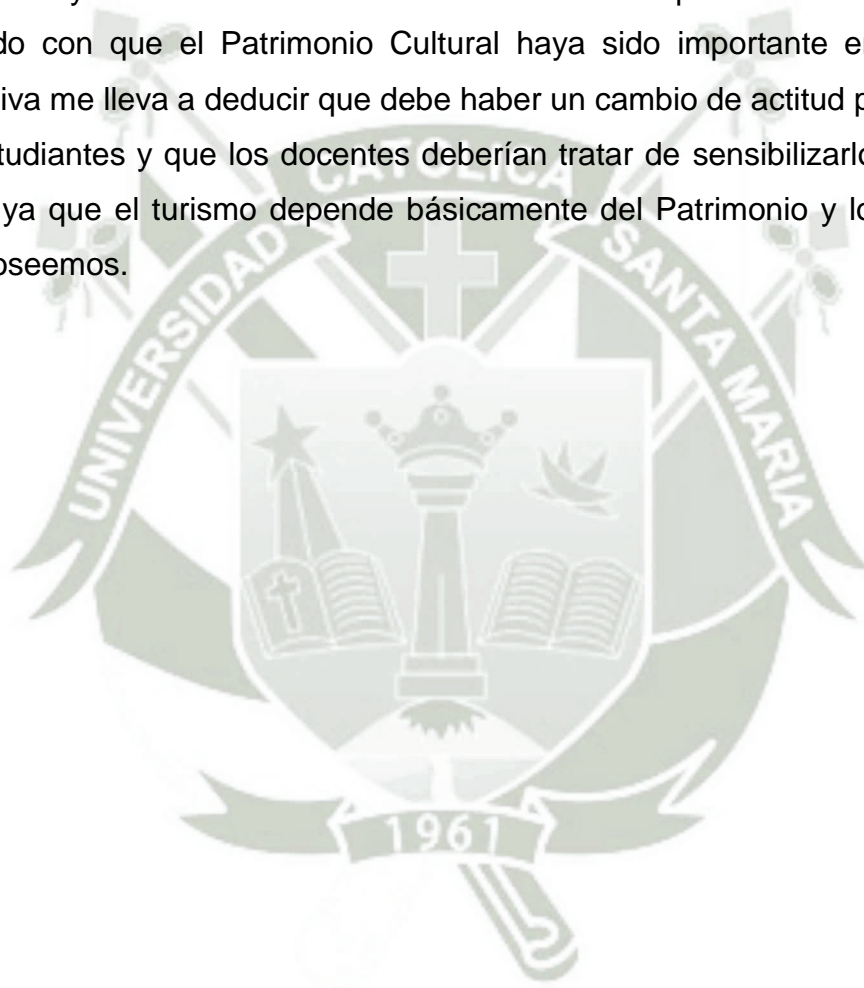 do con que el Patrimonio Cultural haya sido importante
iva me lleva a deducir que debe haber un cambio de actitud
tudiantes y que los docentes deberían tratar de sensibilizarlo
ya que el turismo depende básicamente del Patrimonio y lo
oseemos.
UNIVERSIDAD CATOLICA SANTA MARIA
1961